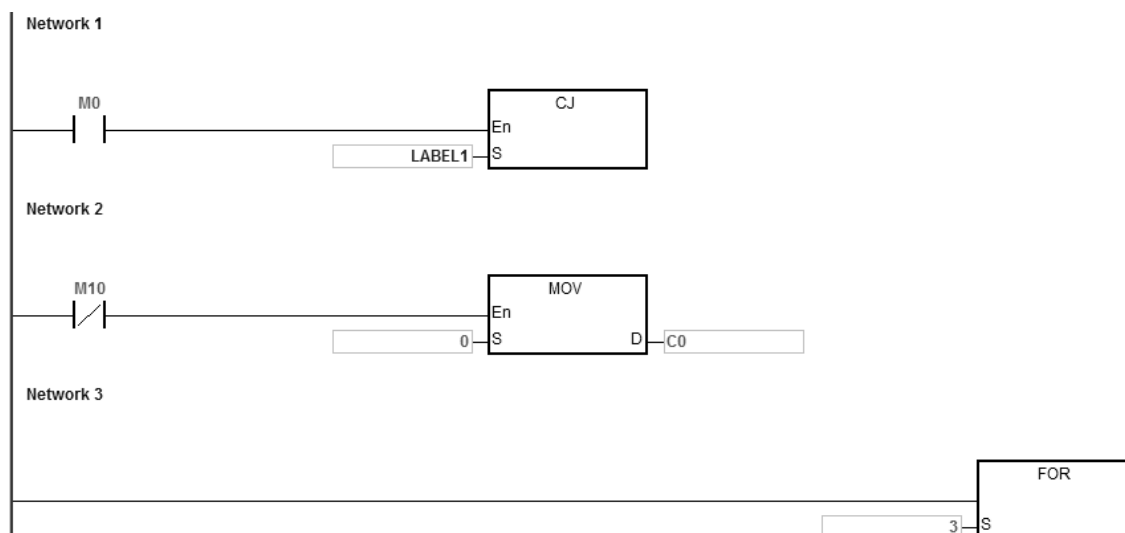 Network 1
M0
CJ
En
LABEL1 S
Network 2
M10
MOV
En
0 S D C0
Network 3
FOR
3 S